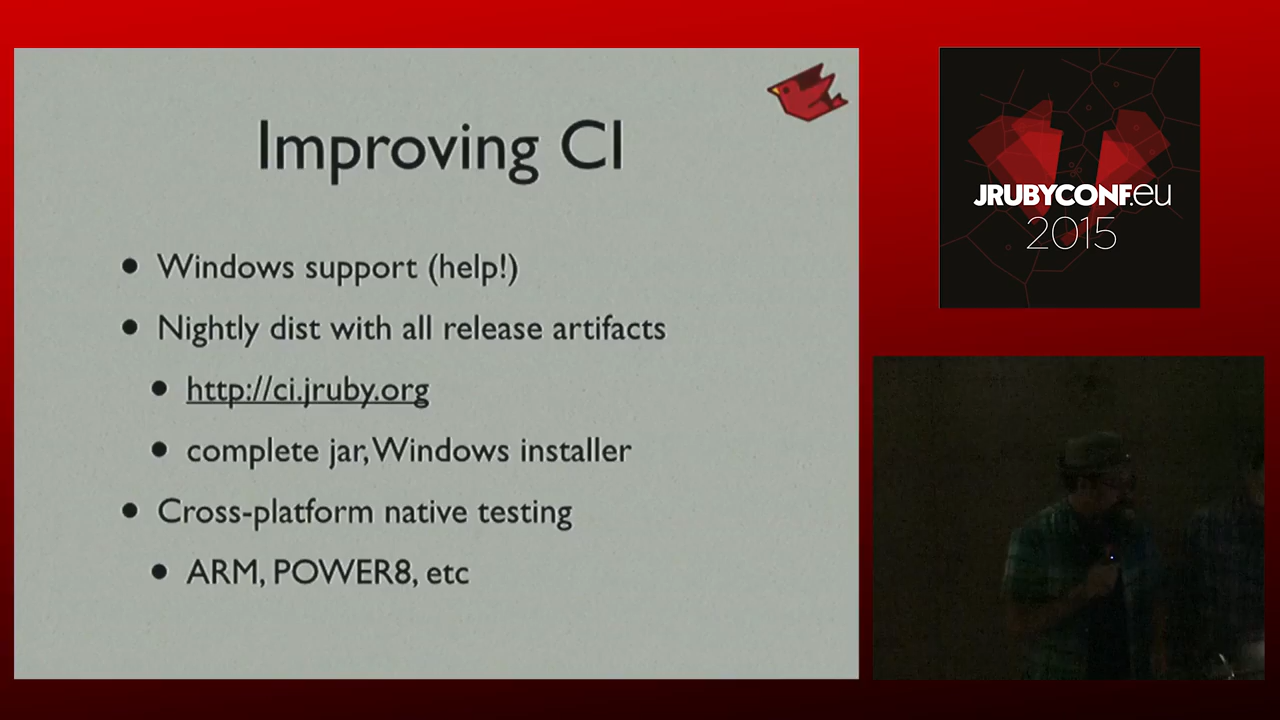 Improving CI
• Windows support (help!)
• Nightly dist with all release artifacts
• http://ci.jruby.org
• complete jar, Windows installer
• Cross-platform native testing
• ARM, POWER8, etc
JRUBYCONF.eu
2015